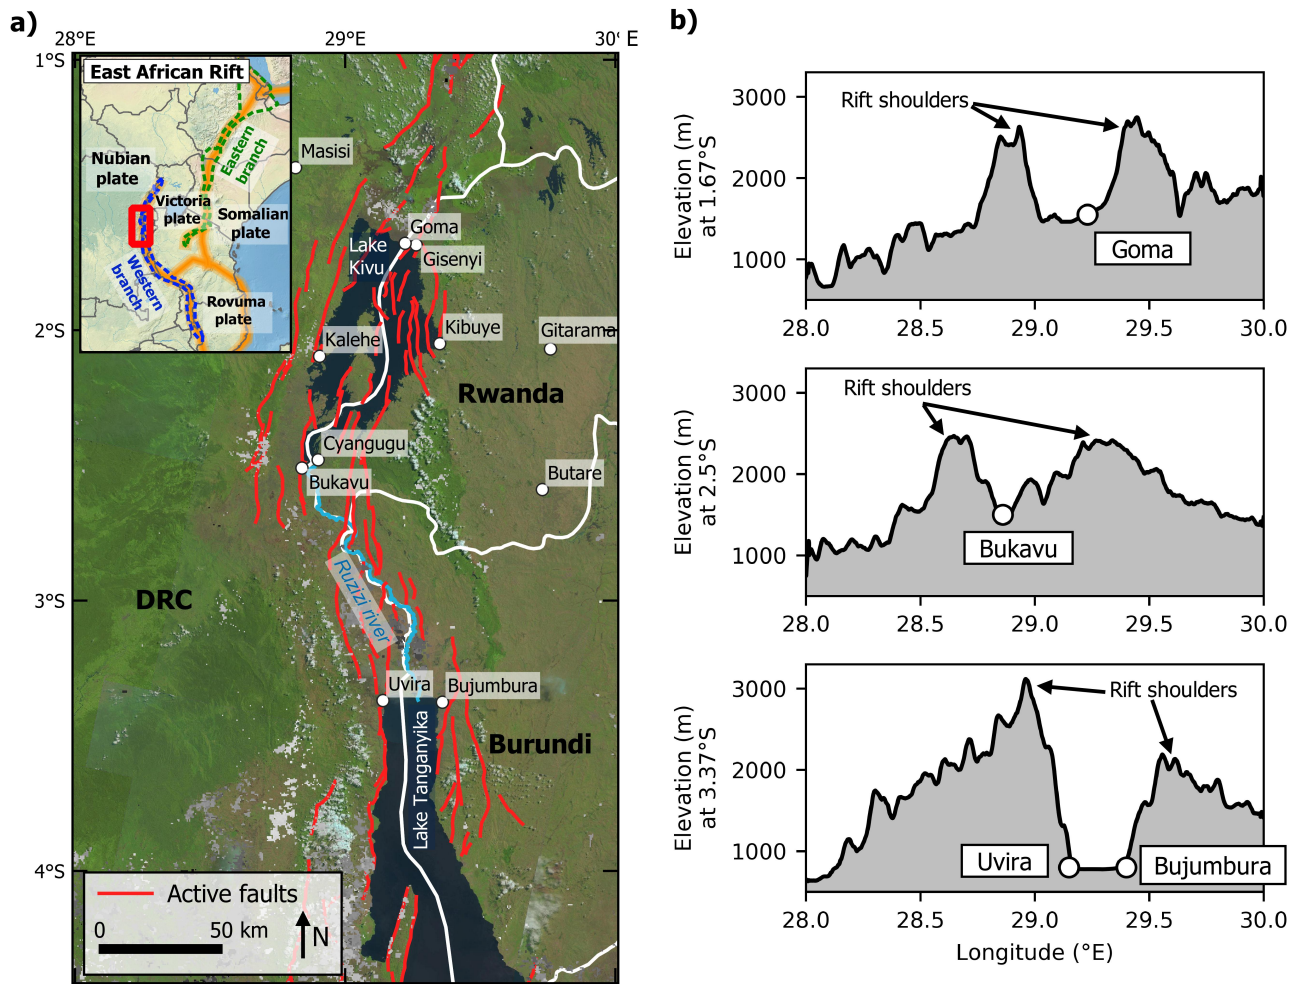 a)
28°E
29°E
30° E
1°S
2°S
3°S
4°S
East African Rift
Nubian
plate
Eastern
branch
Victoria
plate
Somalian
plate
Western
branch
Rovuma
plate
Masisi
Goma
Gisenyi
Lake
Kivu
Kalehe
Kibuye
Gitarama
Rwanda
Cyangugu
Bukavu
Butare
DRC
Ruzizi river
Uvira
Bujumbura
Burundi
Lake Tanganyika
Active faults
0
50 km
N
b)
Elevation (m)
at 1.67°S
3000
2000
1000
Rift shoulders
Goma
28.0
28.5
29.0
29.5
30.0
Elevation (m)
at 2.5°S
3000
2000
1000
Rift shoulders
Bukavu
28.0
28.5
29.0
29.5
30.0
Elevation (m)
at 3.37°S
3000
2000
1000
Rift shoulders
Uvira
Bujumbura
28.0
28.5
29.0
29.5
30.0
Longitude (°E)